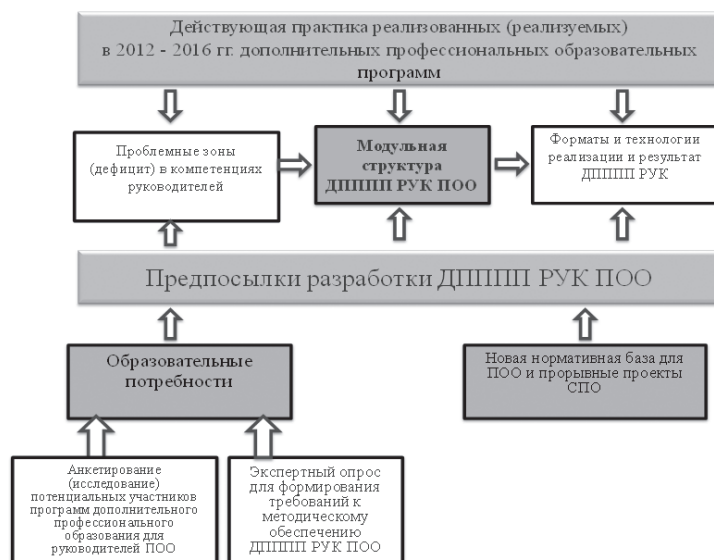 Действующая практика реализованных (реализуемых)
в 2012 - 2016 гг. дополнительных профессиональных образовательных
программ
Проблемные зоны
(дефицит) в компетенциях
руководителей
Модульная
структура
ДПППП РУК ПОО
Форматы и технологии
реализации и результат
ДПППП РУК
Предпосылки разработки ДПППП РУК ПОО
Образовательные
потребности
Новая нормативная база для
ПОО и прорывные проекты
СПО
Анкетирование
(исследование)
потенциальных участников
программ дополнительного
профессионального
образования для
руководителей ПОО
Экспертный опрос
для формирования
требований к
методическому
обеспечению
ДПППП РУК ПОО